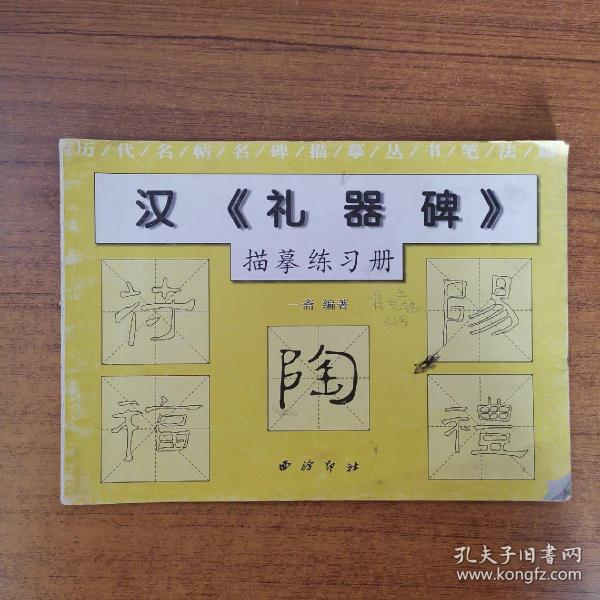 历/代/名/帖/名/碑/描/摹/丛/书/笔/法/篇
汉《礼器碑》
描摹练习册
一斋 编著
待
陶
陽
福
禮
西泠印社
孔夫子旧书网
www.kongfz.com